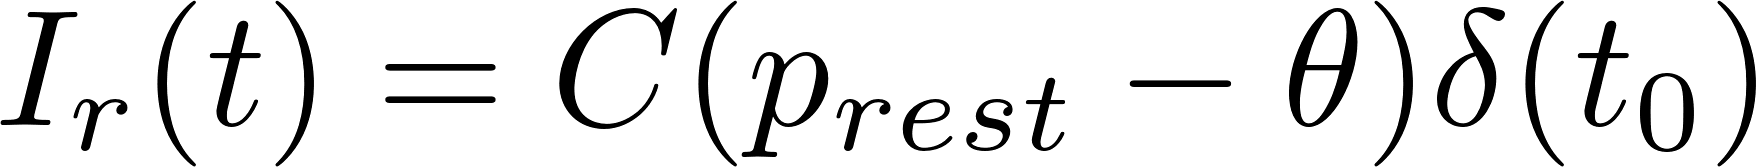 I_r(t) = C(p_{rest} − θ)δ(t_0)